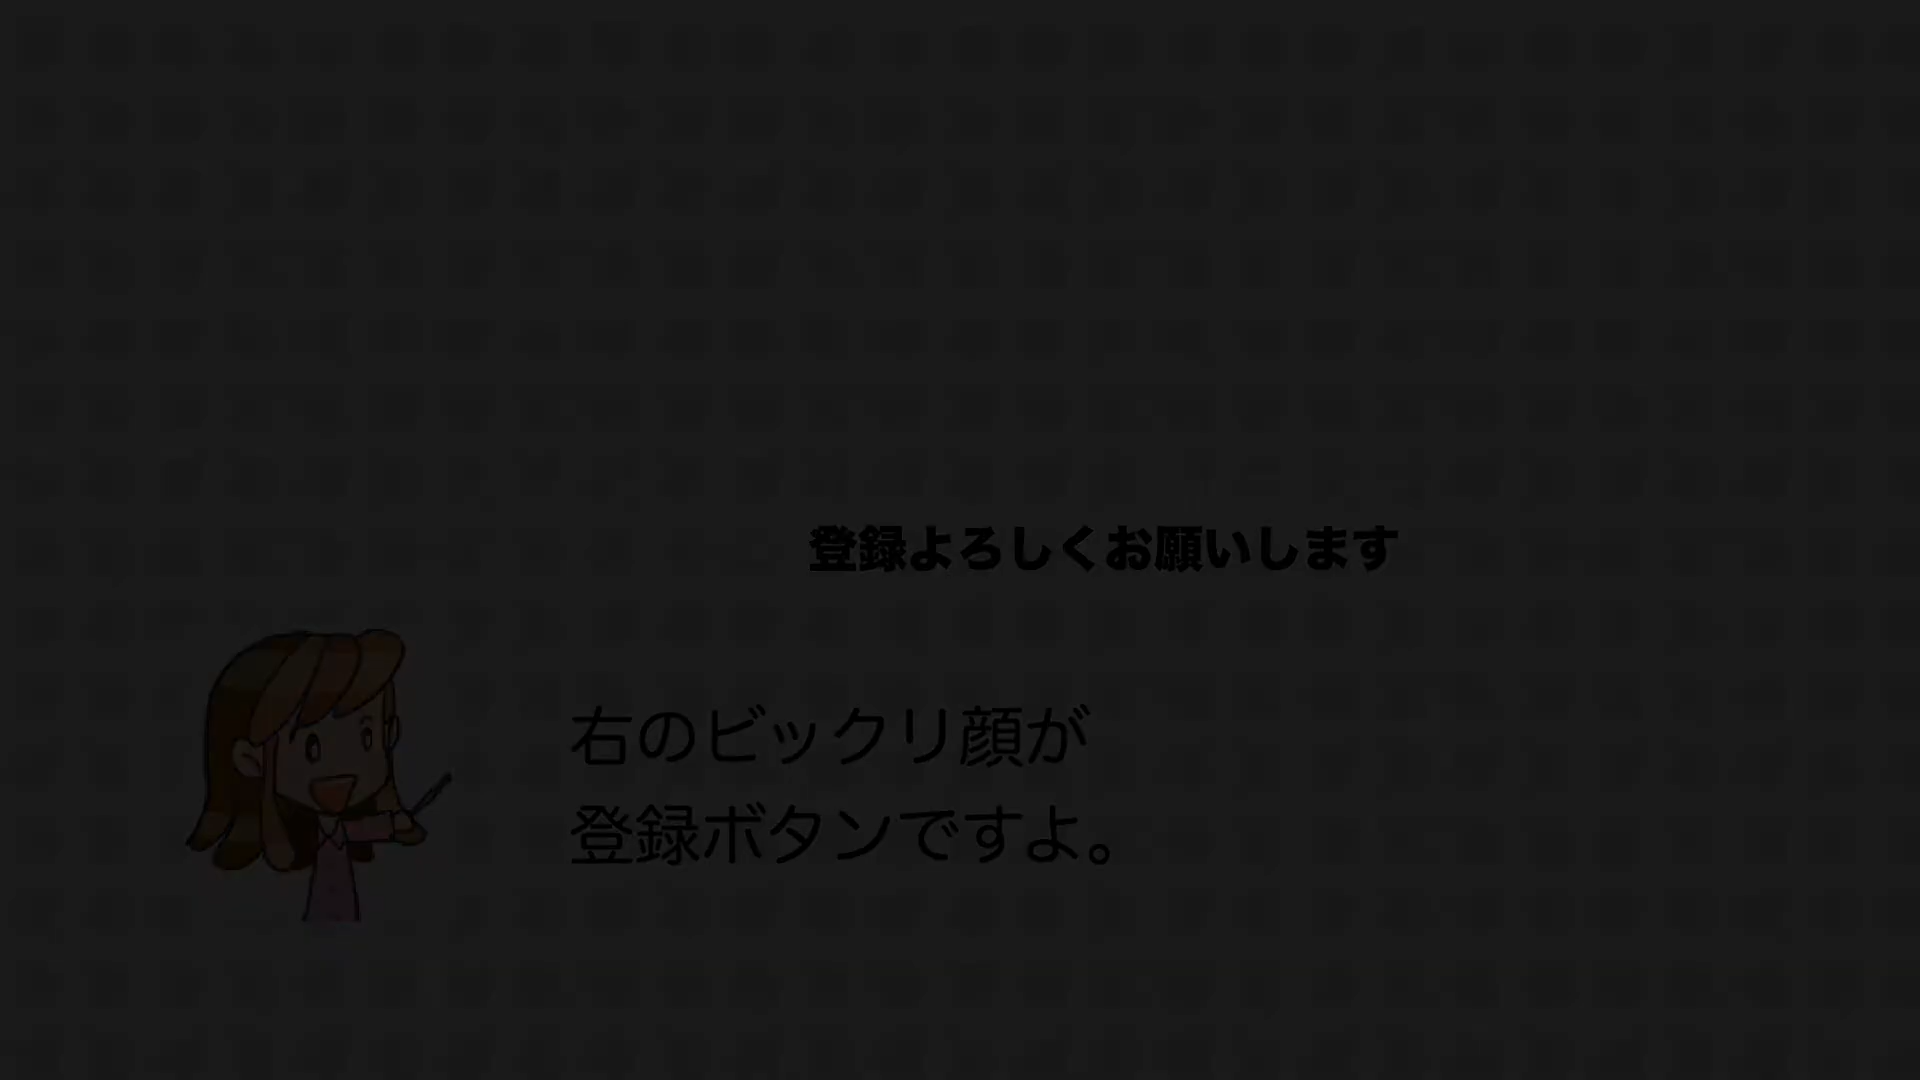 登録よろしくお願いします
右のビックリ顔が
登録ボタンですよ。